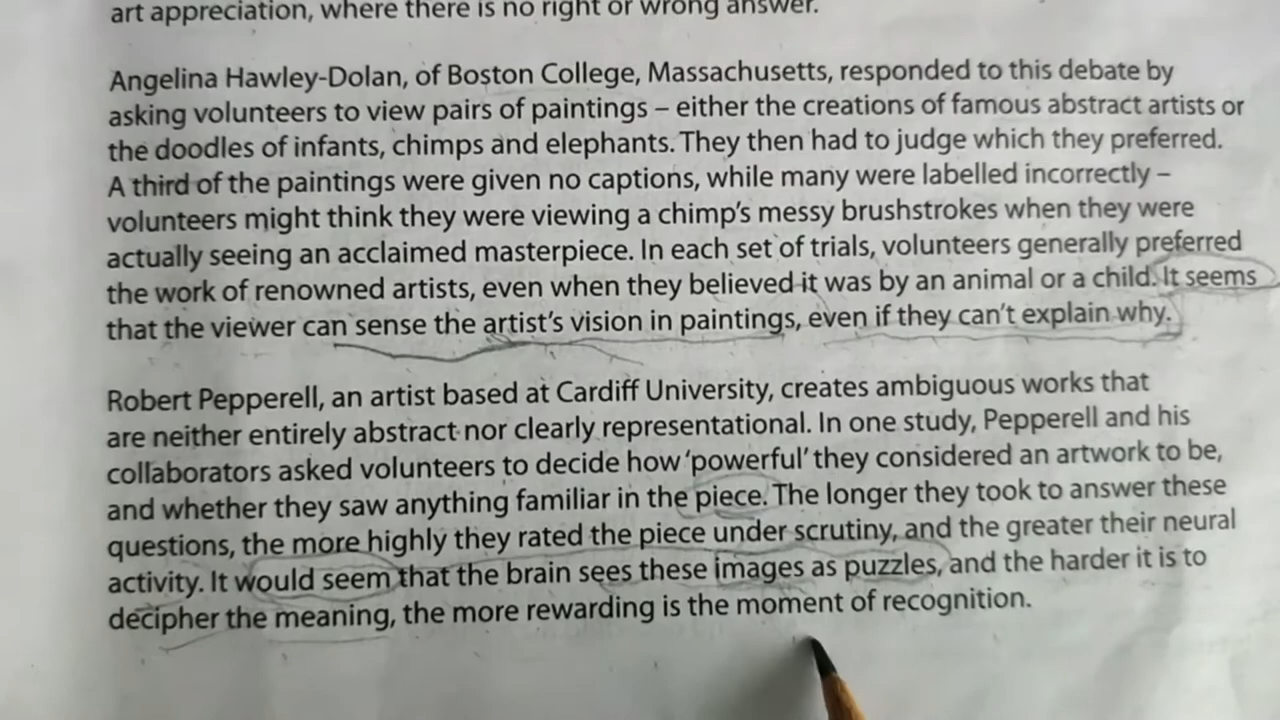 art appreciation, where there is no right or wrong answer.
Angelina Hawley-Dolan, of Boston College, Massachusetts, responded to this debate by
asking volunteers to view pairs of paintings – either the creations of famous abstract artists or
the doodles of infants, chimps and elephants. They then had to judge which they preferred.
A third of the paintings were given no captions, while many were labelled incorrectly –
volunteers might think they were viewing a chimp's messy brushstrokes when they were
actually seeing an acclaimed masterpiece. In each set of trials, volunteers generally preferred
the work of renowned artists, even when they believed it was by an animal or a child. It seems
that the viewer can sense the artist's vision in paintings, even if they can't explain why.
Robert Pepperell, an artist based at Cardiff University, creates ambiguous works that
are neither entirely abstract nor clearly representational. In one study, Pepperell and his
collaborators asked volunteers to decide how 'powerful' they considered an artwork to be,
and whether they saw anything familiar in the piece. The longer they took to answer these
questions, the more highly they rated the piece under scrutiny, and the greater their neural
activity. It would seem that the brain sees these images as puzzles, and the harder it is to
decipher the meaning, the more rewarding is the moment of recognition.